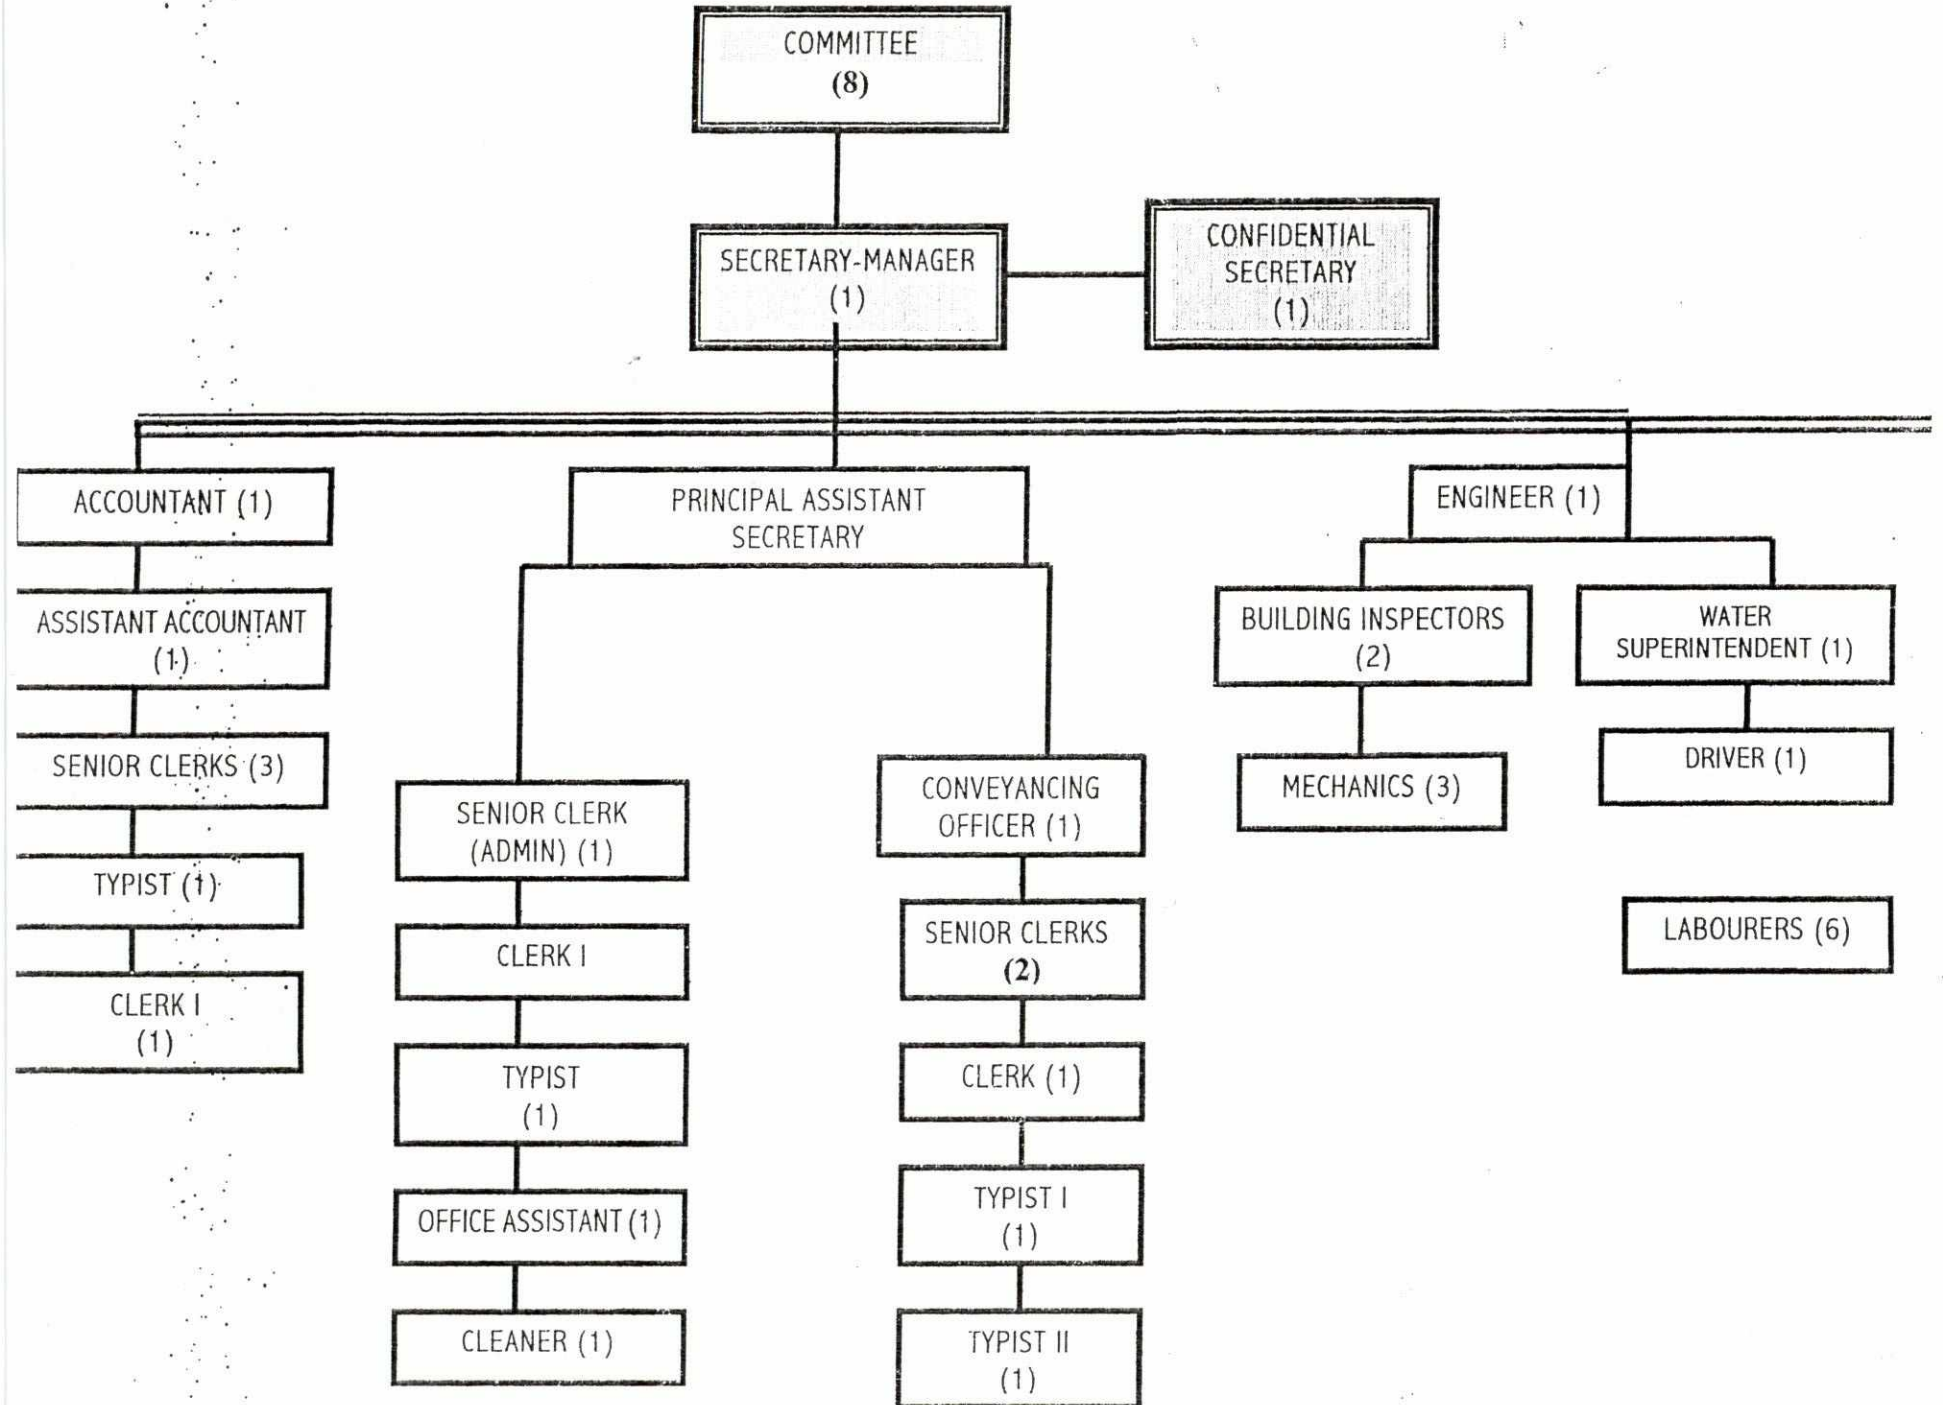 COMMITTEE
(8)
SECRETARY-MANAGER
(1)
CONFIDENTIAL
SECRETARY
(1)
ACCOUNTANT (1)
ASSISTANT ACCOUNTANT
(1)
SENIOR CLERKS (3)
TYPIST (1)
CLERK I
(1)
PRINCIPAL ASSISTANT
SECRETARY
SENIOR CLERK
(ADMIN) (1)
CLERK I
TYPIST
(1)
OFFICE ASSISTANT (1)
CLEANER (1)
CONVEYANCING
OFFICER (1)
SENIOR CLERKS
(2)
CLERK (1)
TYPIST I
(1)
TYPIST II
(1)
ENGINEER (1)
BUILDING INSPECTORS
(2)
MECHANICS (3)
WATER
SUPERINTENDENT (1)
DRIVER (1)
LABOURERS (6)